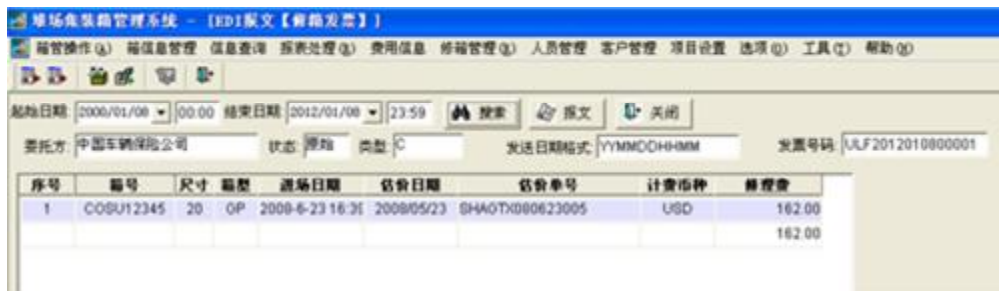 堆场集装箱管理系统 - [EDI报文【修箱发票】]
箱管操作(A) 箱信息管理 信息查询 报表处理(Q) 费用信息 修箱管理(Q) 人员管理 客户管理 项目设置 选项(O) 工具(T) 帮助(X)
起始日期: 2000/01/08 00:00 结束日期: 2012/01/08 23:59 搜索 报文 关闭
委托方: 中国车辆保险公司 状态: 原始 类型: C 发送日期格式: YYMMDDHHMM 发票号码: ULF2012010800001
序号 箱号 尺寸 箱型 进场日期 估价日期 估价单号 计费币种 修理费
1 COSU12345 20 GP 2008-6-23 16:39 2008/05/23 SHAGTX080623005 USD 162.00
162.00